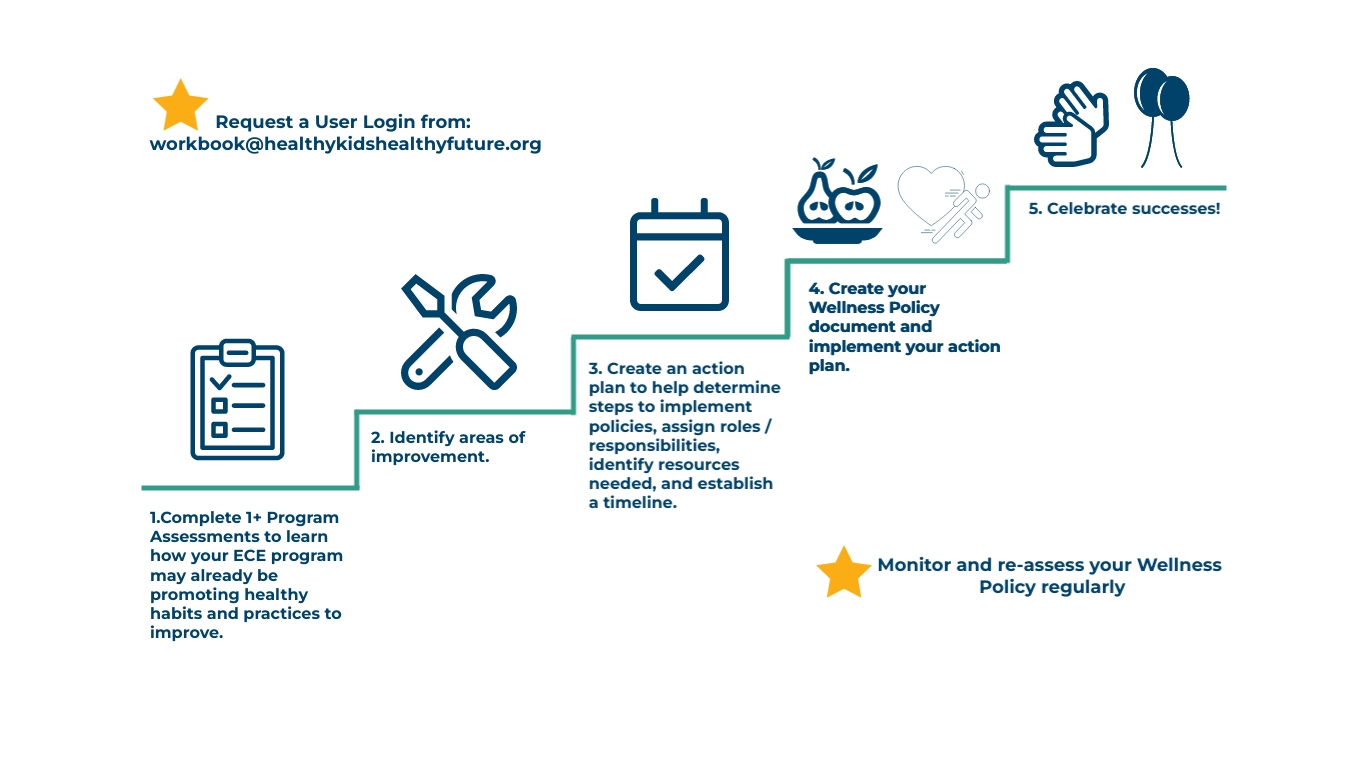 Request a User Login from:
workbook@healthykidshealthyfuture.org
1.Complete 1+ Program
Assessments to learn
how your ECE program
may already be
promoting healthy
habits and practices to
improve.
2. Identify areas of
improvement.
3. Create an action
plan to help determine
steps to implement
policies, assign roles /
responsibilities,
identify resources
needed, and establish
a timeline.
4. Create your
Wellness Policy
document and
implement your action
plan.
5. Celebrate successes!
Monitor and re-assess your Wellness
Policy regularly